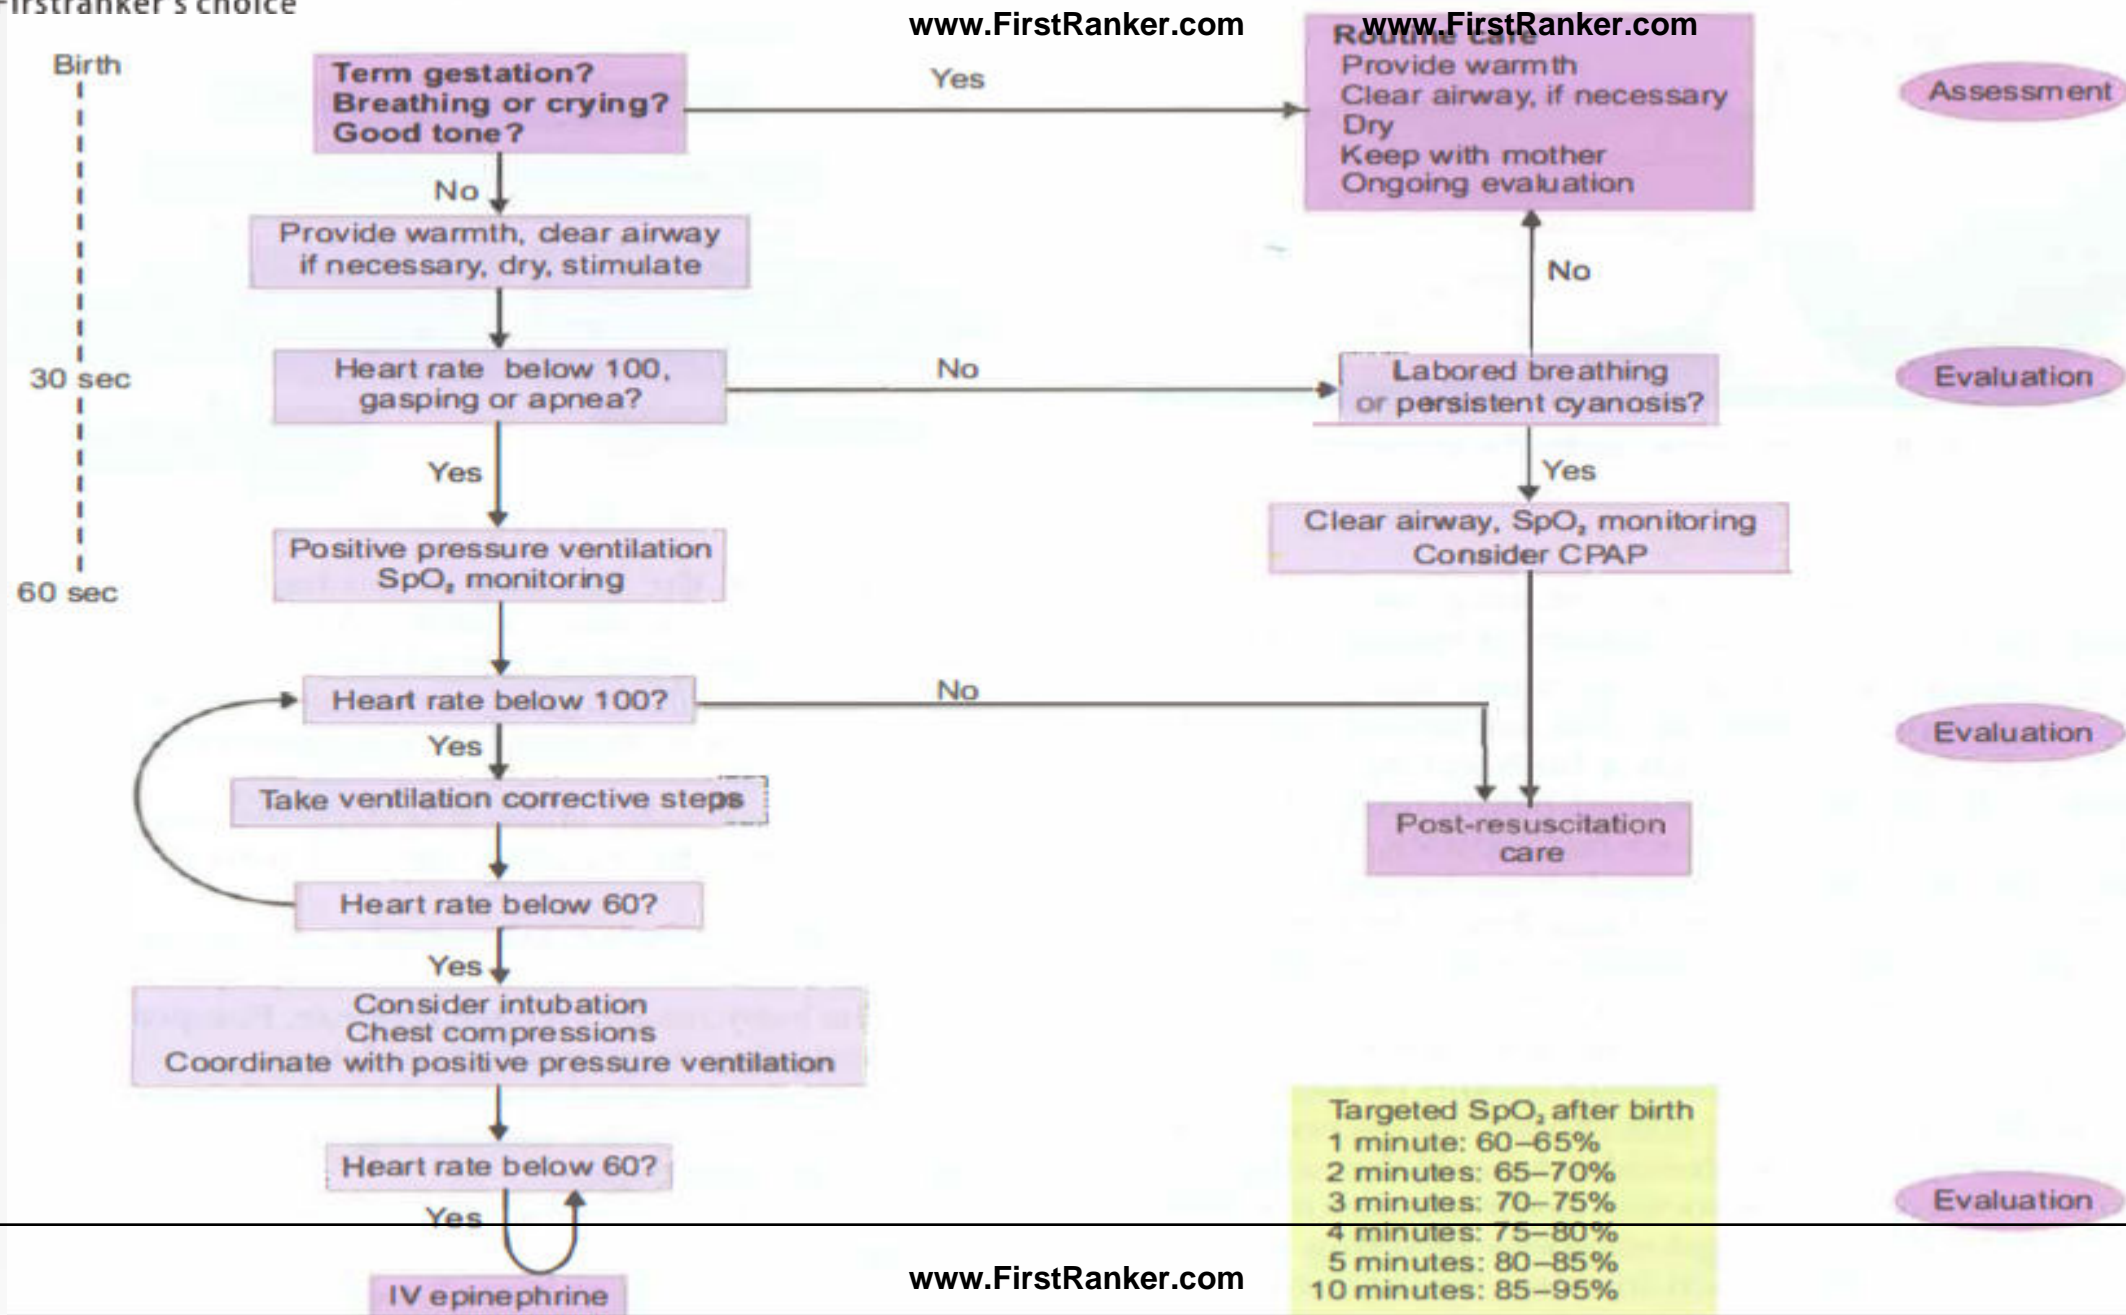 Firstranker's choice
www.FirstRanker.com
www.FirstRanker.com
Birth
Term gestation?
Breathing or crying?
Good tone?
Yes
Routine care
Provide warmth
Clear airway, if necessary
Dry
Keep with mother
Ongoing evaluation
Assessment
No
Provide warmth, clear airway
if necessary, dry, stimulate
No
30 sec
Heart rate below 100,
gasping or apnea?
No
Labored breathing
or persistent cyanosis?
Evaluation
Yes
Yes
Positive pressure ventilation
SpO₂ monitoring
Clear airway, SpO₂ monitoring
Consider CPAP
60 sec
Heart rate below 100?
No
Evaluation
Yes
Take ventilation corrective steps
Post-resuscitation
care
Heart rate below 60?
Yes
Consider intubation
Chest compressions
Coordinate with positive pressure ventilation
Heart rate below 60?
Yes
IV epinephrine
Targeted SpO₂ after birth
1 minute: 60–65%
2 minutes: 65–70%
3 minutes: 70–75%
4 minutes: 75–80%
5 minutes: 80–85%
10 minutes: 85–95%
Evaluation
www.FirstRanker.com